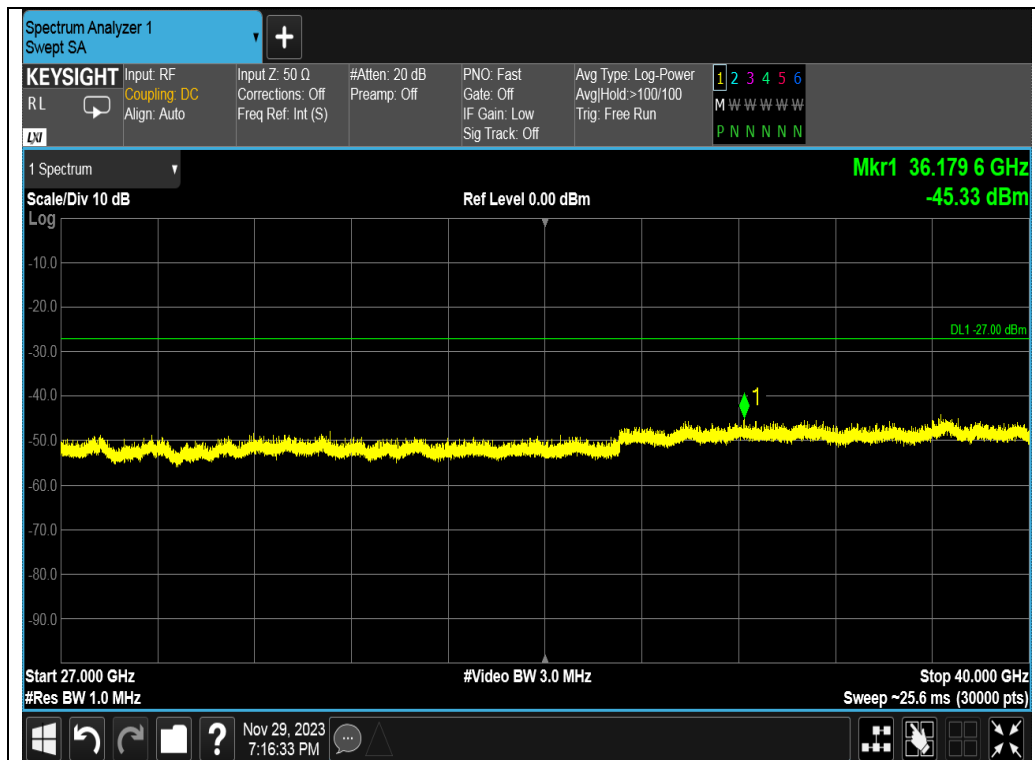 Spectrum Analyzer 1
Swept SA
+
KEYSIGHT
R L
LXI
Input: RF
Coupling: DC
Align: Auto
Input Z: 50 Ω
Corrections: Off
Freq Ref: Int (S)
#Atten: 20 dB
Preamp: Off
PNO: Fast
Gate: Off
IF Gain: Low
Sig Track: Off
Avg Type: Log-Power
Avg|Hold:>100/100
Trig: Free Run
1 2 3 4 5 6
M W W W W W
P N N N N N
1 Spectrum
Mkr1 36.179 6 GHz
-45.33 dBm
Scale/Div 10 dB
Ref Level 0.00 dBm
Log
-10.0
-20.0
DL1 -27.00 dBm
-30.0
-40.0
1
-50.0
-60.0
-70.0
-80.0
-90.0
Start 27.000 GHz
#Video BW 3.0 MHz
Stop 40.000 GHz
#Res BW 1.0 MHz
Sweep ~25.6 ms (30000 pts)
?
Nov 29, 2023
7:16:33 PM